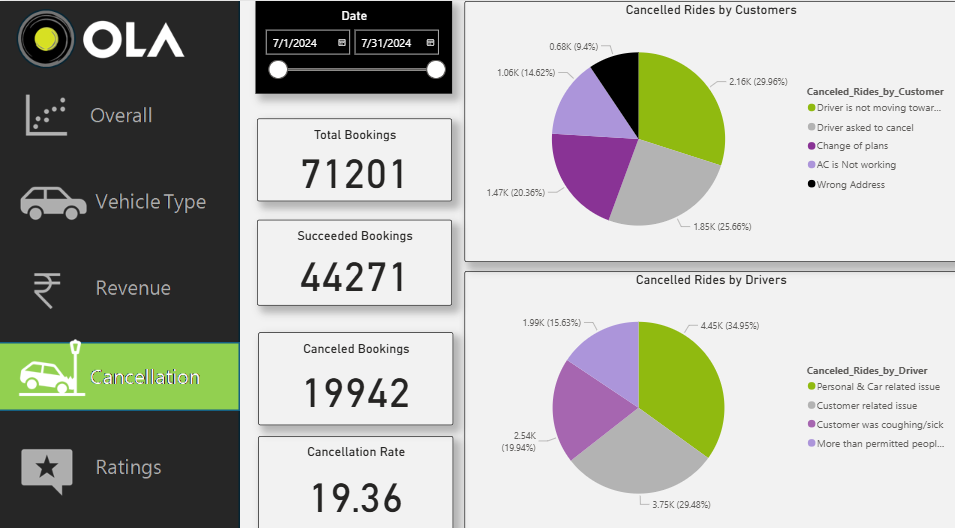 OLA
Overall
Vehicle Type
Revenue
Cancellation
Ratings
Date
7/1/2024
7/31/2024
Total Bookings
71201
Succeeded Bookings
44271
Canceled Bookings
19942
Cancellation Rate
19.36
Cancelled Rides by Customers
0.68K (9.4%)
1.06K (14.62%)
2.16K (29.96%)
1.47K (20.36%)
1.85K (25.66%)
Canceled_Rides_by_Customer
Driver is not moving towar...
Driver asked to cancel
Change of plans
AC is Not working
Wrong Address
Cancelled Rides by Drivers
1.99K (15.63%)
4.45K (34.95%)
2.54K
(19.94%)
3.75K (29.48%)
Canceled_Rides_by_Driver
Personal & Car related issue
Customer related issue
Customer was coughing/sick
More than permitted peopl...